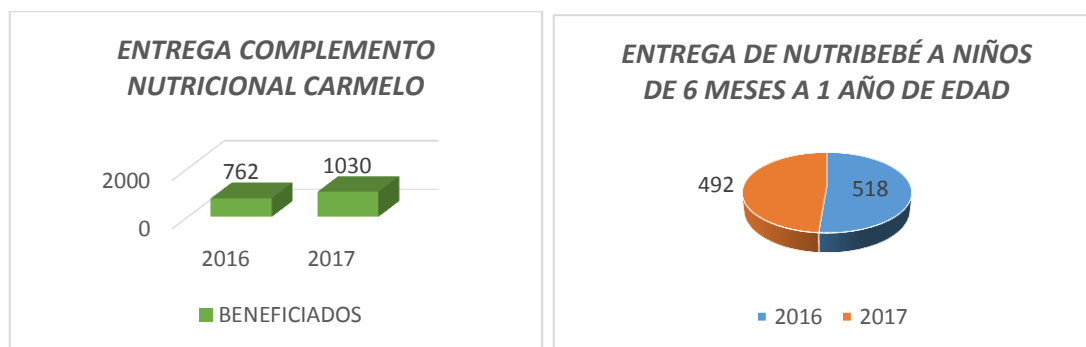 ENTREGA COMPLEMENTO
NUTRICIONAL CARMELO
2000
0
762
1030
2016
2017
BENEFICIADOS
ENTREGA DE NUTRIBEBÉ A NIÑOS
DE 6 MESES A 1 AÑO DE EDAD
492
518
2016
2017